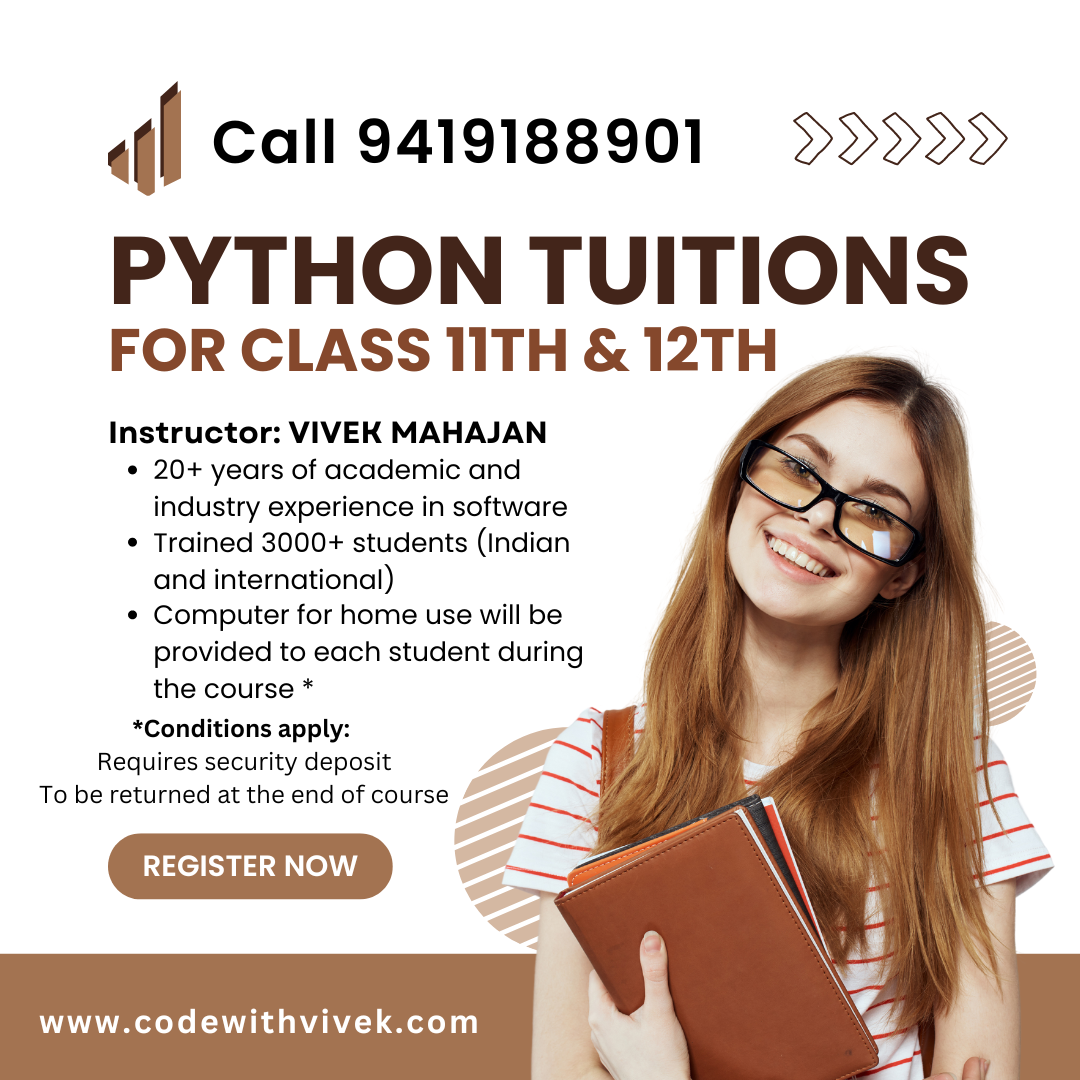 Call 9419188901
PYTHON TUITIONS
FOR CLASS 11TH & 12TH
Instructor: VIVEK MAHAJAN
• 20+ years of academic and
industry experience in software
• Trained 3000+ students (Indian
and international)
• Computer for home use will be
provided to each student during
the course *
*Conditions apply:
Requires security deposit
To be returned at the end of course
REGISTER NOW
www.codewithvivek.com